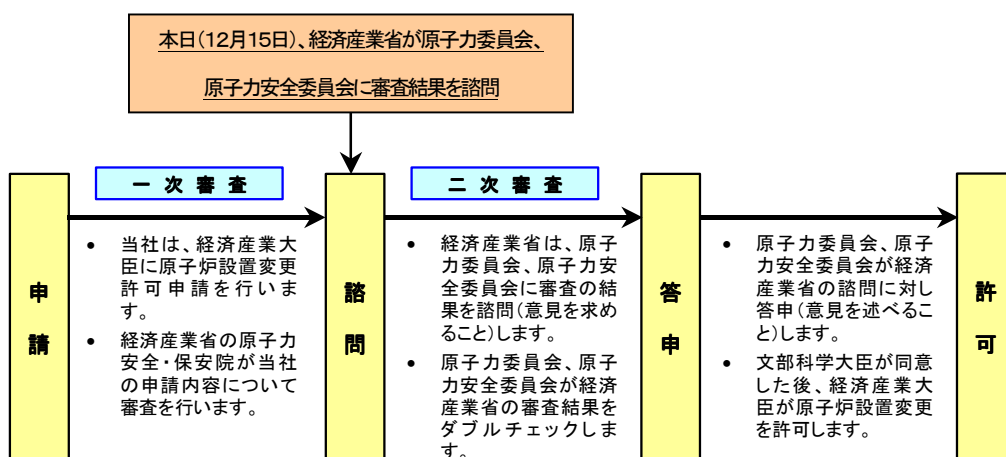 本日(12月15日)、経済産業省が原子力委員会、
原子力安全委員会に審査結果を諮問
一次審査
二次審査
申請
• 当社は、経済産業大
臣に原子炉設置変更
許可申請を行いま
す。
• 経済産業省の原子力
安全・保安院が当社
の申請内容について
審査を行います。
諮問
• 経済産業省は、原子
力委員会、原子力安
全委員会に審査の結
果を諮問(意見を求め
ること)します。
• 原子力委員会、原子
力安全委員会が経済
産業省の審査結果を
ダブルチェックしま
す。
答申
• 原子力委員会、原子
力安全委員会が経済
産業省の諮問に対し
答申(意見を述べるこ
と)します。
• 文部科学大臣が同意
した後、経済産業大
臣が原子炉設置変更
を許可します。
許可